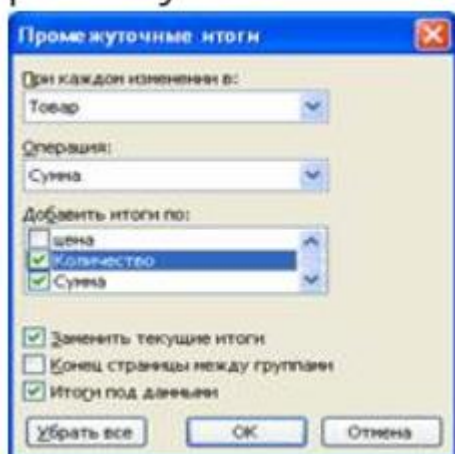 Промежуточные итоги
При каждом изменении в:
Товар
Операция:
Сумма
Добавить итоги по:
цена
Количество
Сумма
Заменить текущие итоги
Конец страницы между группами
Итоги под данными
Убрать все
OK
Отмена